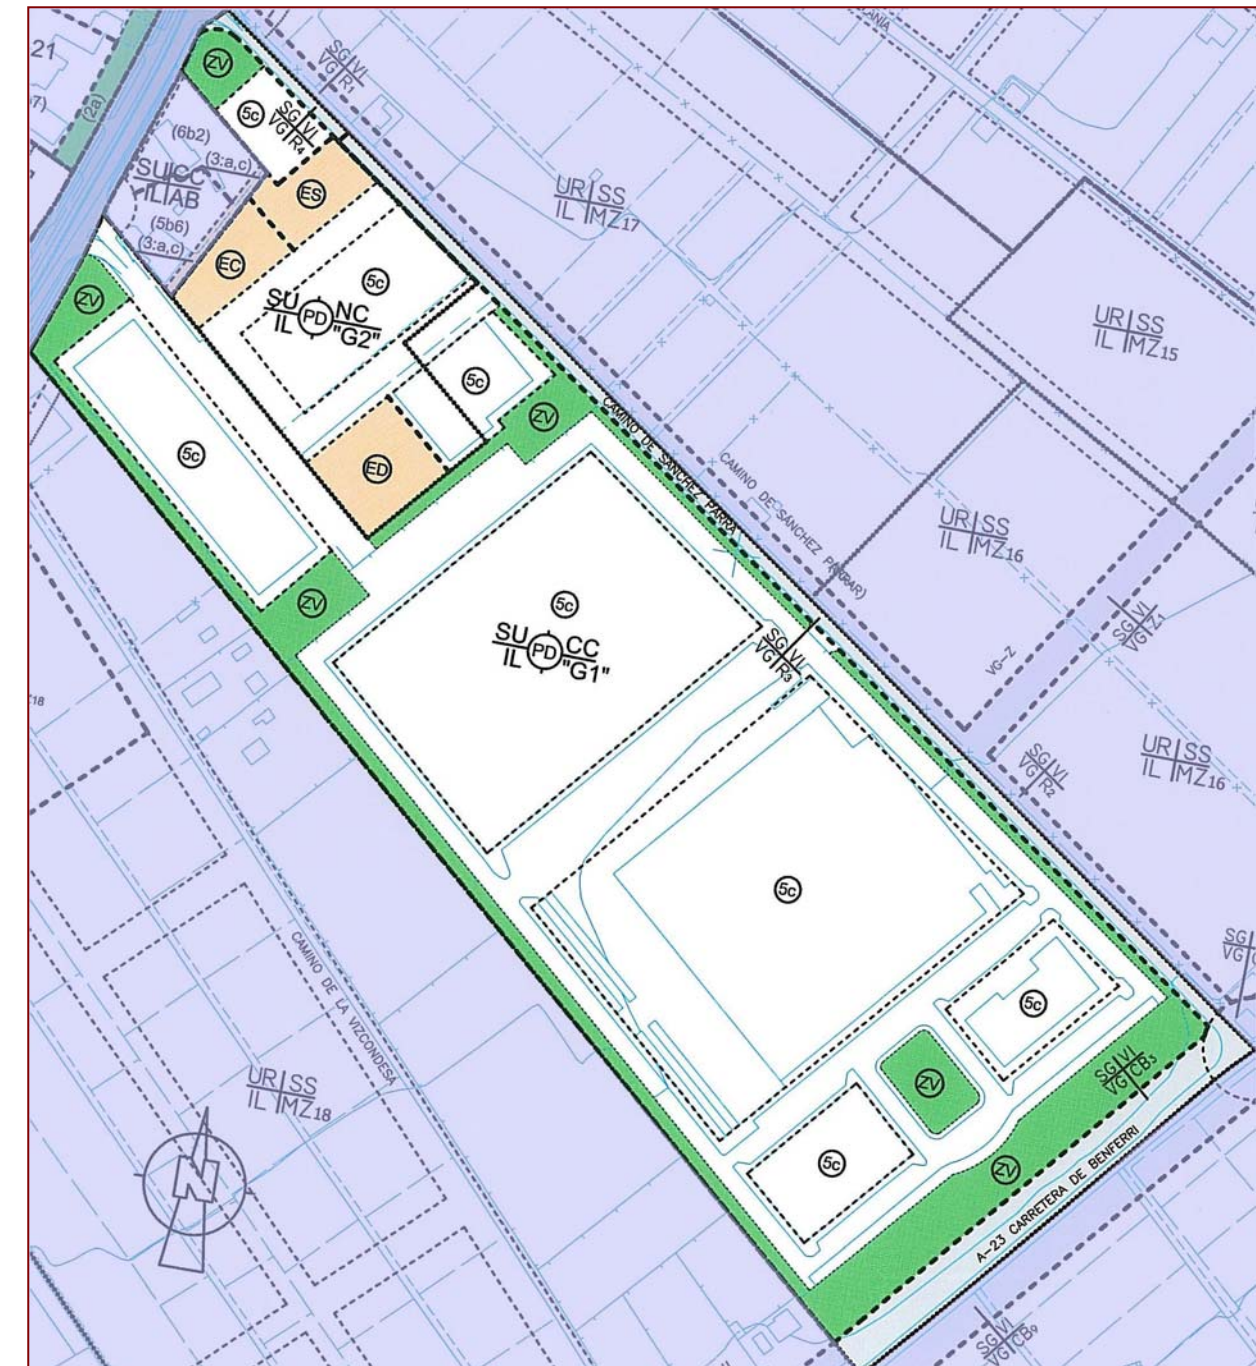 21
(2a)
ZV
5c
SG VI
VG R1
SG VI
VG R4
(6b2)
(3:a,c)
SU CC
IL AB
(5b6)
(3:a,c)
ES
EC
UR SS
IL MZ17
ZV
5c
SU PD NC
IL "G2"
UR SS
IL MZ15
5c
ZV
CAMINO DE SÁNCHEZ PARRA
5c
ED
CAMINO DE SÁNCHEZ
UR SS
IL MZ16
ZV
5c
SU PD CC
IL "G1"
SG VI
VG R3
SG VI
VG Z1
VG-Z
UR SS
IL MZ16
SG VI
VG R2
5c
SG
VG
CAMINO DE LA VIZCONDESA
5c
UR SS
IL MZ18
ZV
SG VI
VG CB3
N
5c
ZV
A-23 CARRETERA DE BENFERRI
SG VI
VG CB9